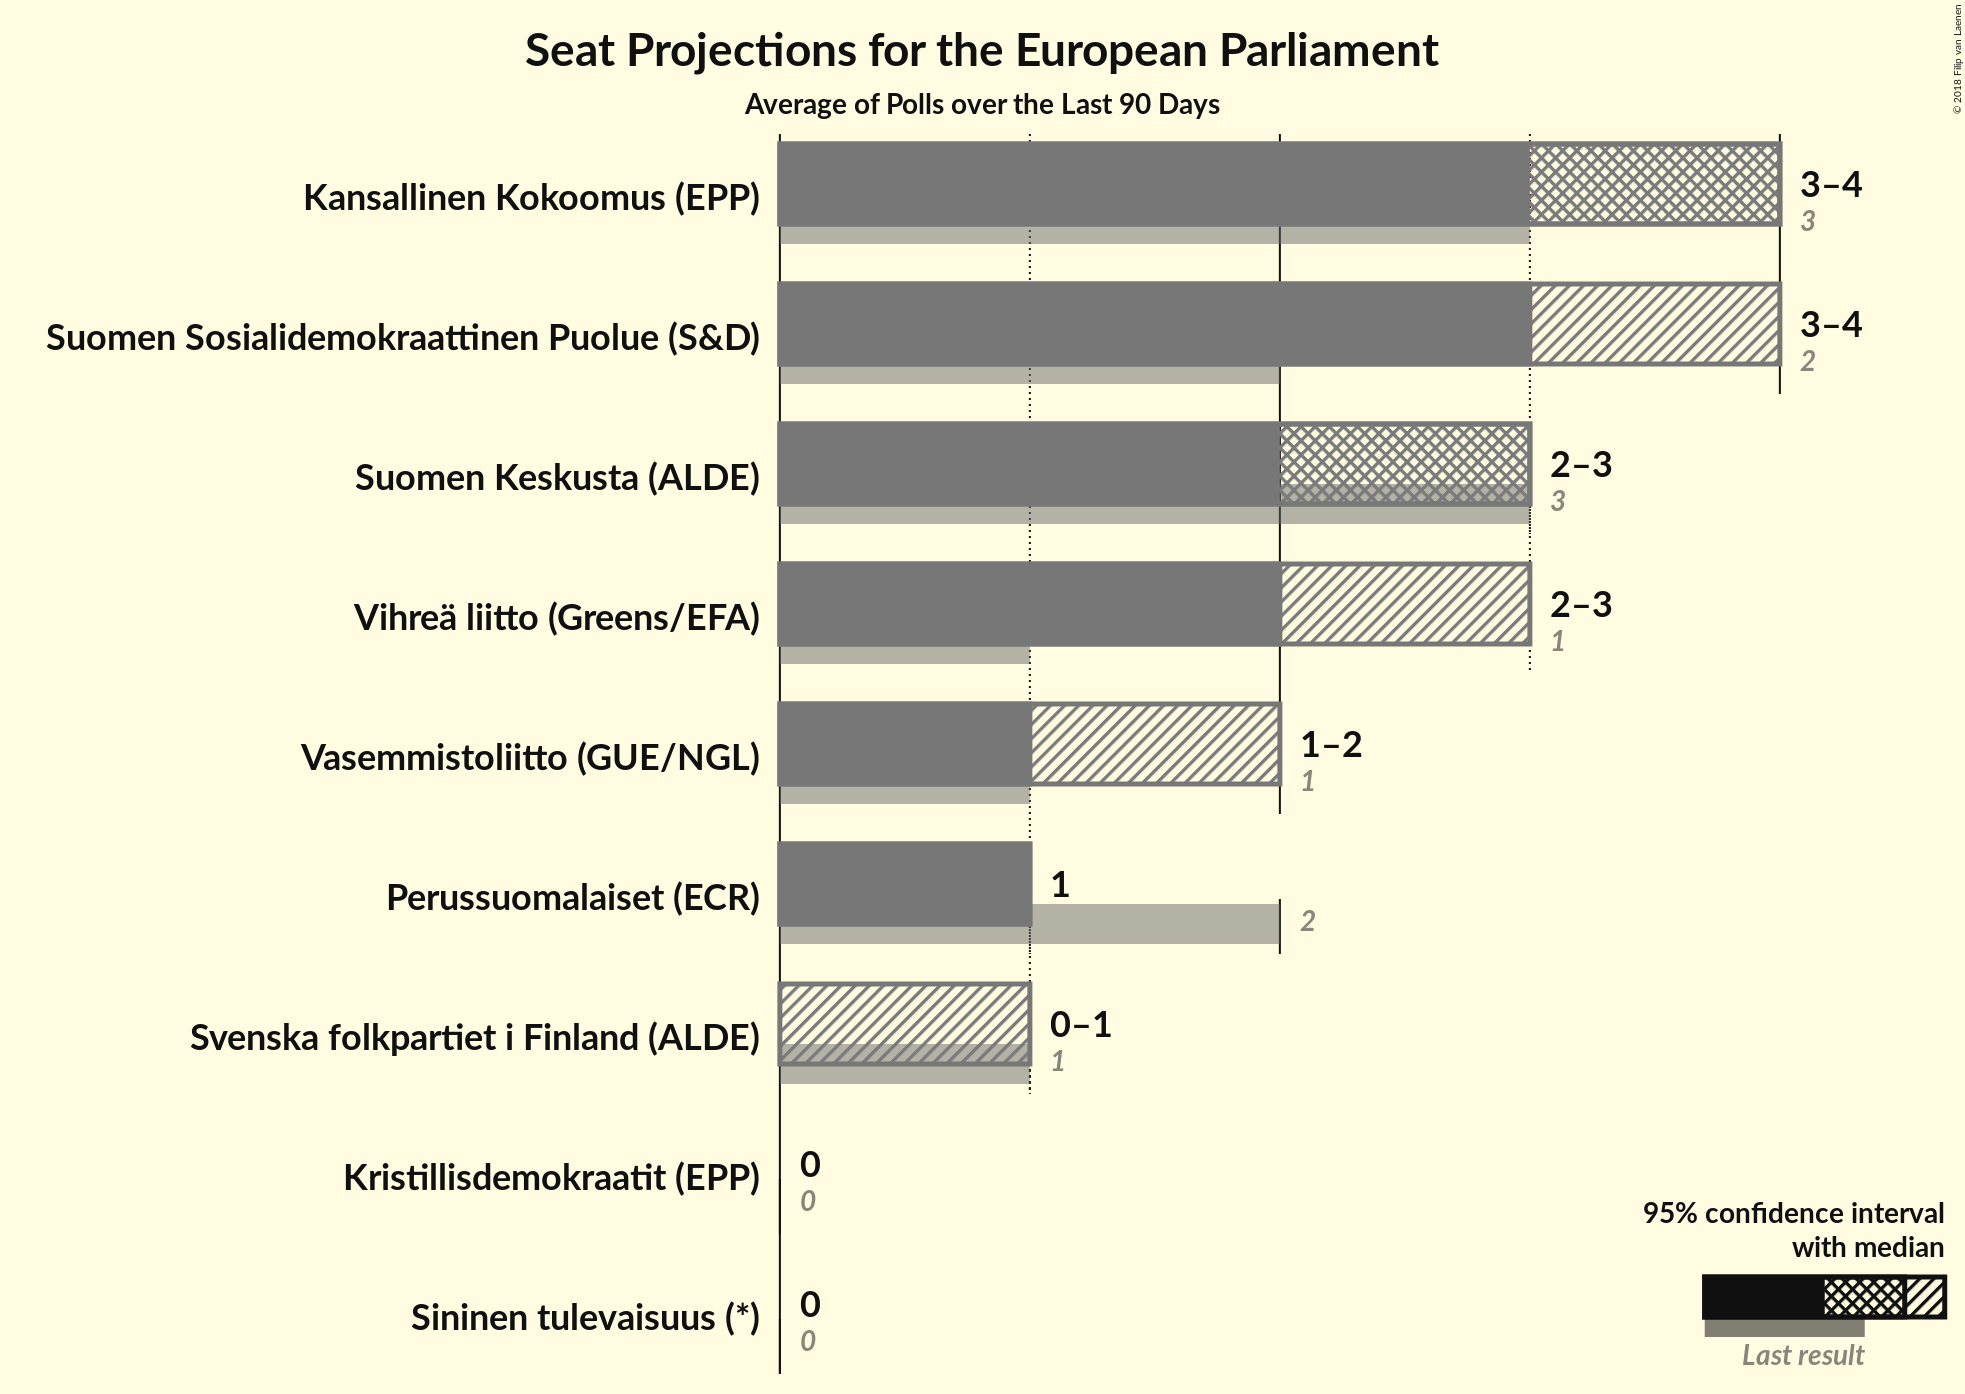 Seat Projections for the European Parliament
Average of Polls over the Last 90 Days
© 2018 Filip van Laenen
Kansallinen Kokoomus (EPP)
3–4
3
Suomen Sosialidemokraattinen Puolue (S&D)
3–4
2
Suomen Keskusta (ALDE)
2–3
3
Vihreä liitto (Greens/EFA)
2–3
1
Vasemmistoliitto (GUE/NGL)
1–2
1
Perussuomalaiset (ECR)
1
2
Svenska folkpartiet i Finland (ALDE)
0–1
1
Kristillisdemokraatit (EPP)
0
0
Sininen tulevaisuus (*)
0
0
95% confidence interval
with median
Last result